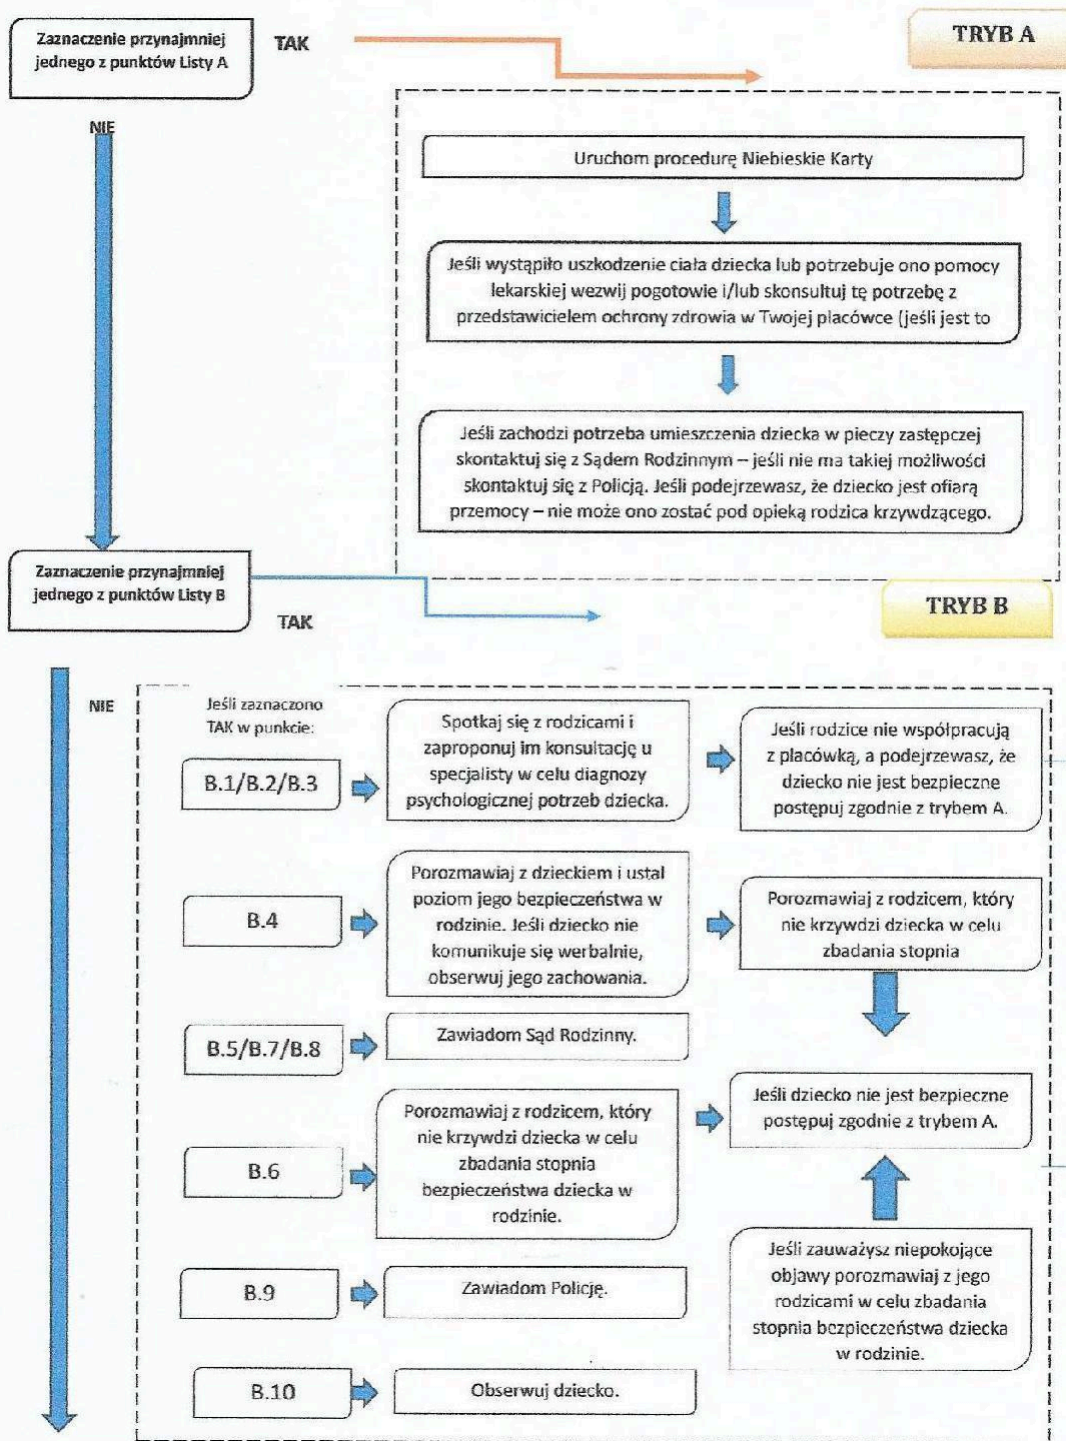 Zaznaczenie przynajmniej
jednego z punktów Listy A
TAK
TRYB A
NIE
Uruchom procedurę Niebieskie Karty
Jeśli wystąpiło uszkodzenie ciała dziecka lub potrzebuje ono pomocy
lekarskiej wezwij pogotowie i/lub skonsultuj tę potrzebę z
przedstawicielem ochrony zdrowia w Twojej placówce (jeśli jest to
Jeśli zachodzi potrzeba umieszczenia dziecka w pieczy zastępczej
skontaktuj się z Sądem Rodzinnym – jeśli nie ma takiej możliwości
skontaktuj się z Policją. Jeśli podejrzewasz, że dziecko jest ofiarą
przemocy – nie może ono zostać pod opieką rodzica krzywdzącego.
Zaznaczenie przynajmniej
jednego z punktów Listy B
TAK
TRYB B
NIE
Jeśli zaznaczono
TAK w punkcie:
B.1/B.2/B.3
Spotkaj się z rodzicami i
zaproponuj im konsultację u
specjalisty w celu diagnozy
psychologicznej potrzeb dziecka.
Jeśli rodzice nie współpracują
z placówką, a podejrzewasz, że
dziecko nie jest bezpieczne
postępuj zgodnie z trybem A.
B.4
Porozmawiaj z dzieckiem i ustal
poziom jego bezpieczeństwa w
rodzinie. Jeśli dziecko nie
komunikuje się werbalnie,
obserwuj jego zachowania.
Porozmawiaj z rodzicem, który
nie krzywdzi dziecka w celu
zbadania stopnia
B.5/B.7/B.8
Zawiadom Sąd Rodzinny.
B.6
Porozmawiaj z rodzicem, który
nie krzywdzi dziecka w celu
zbadania stopnia
bezpieczeństwa dziecka w
rodzinie.
Jeśli dziecko nie jest bezpieczne
postępuj zgodnie z trybem A.
B.9
Zawiadom Policję.
Jeśli zauważysz niepokojące
objawy porozmawiaj z jego
rodzicami w celu zbadania
stopnia bezpieczeństwa dziecka
w rodzinie.
B.10
Obserwuj dziecko.